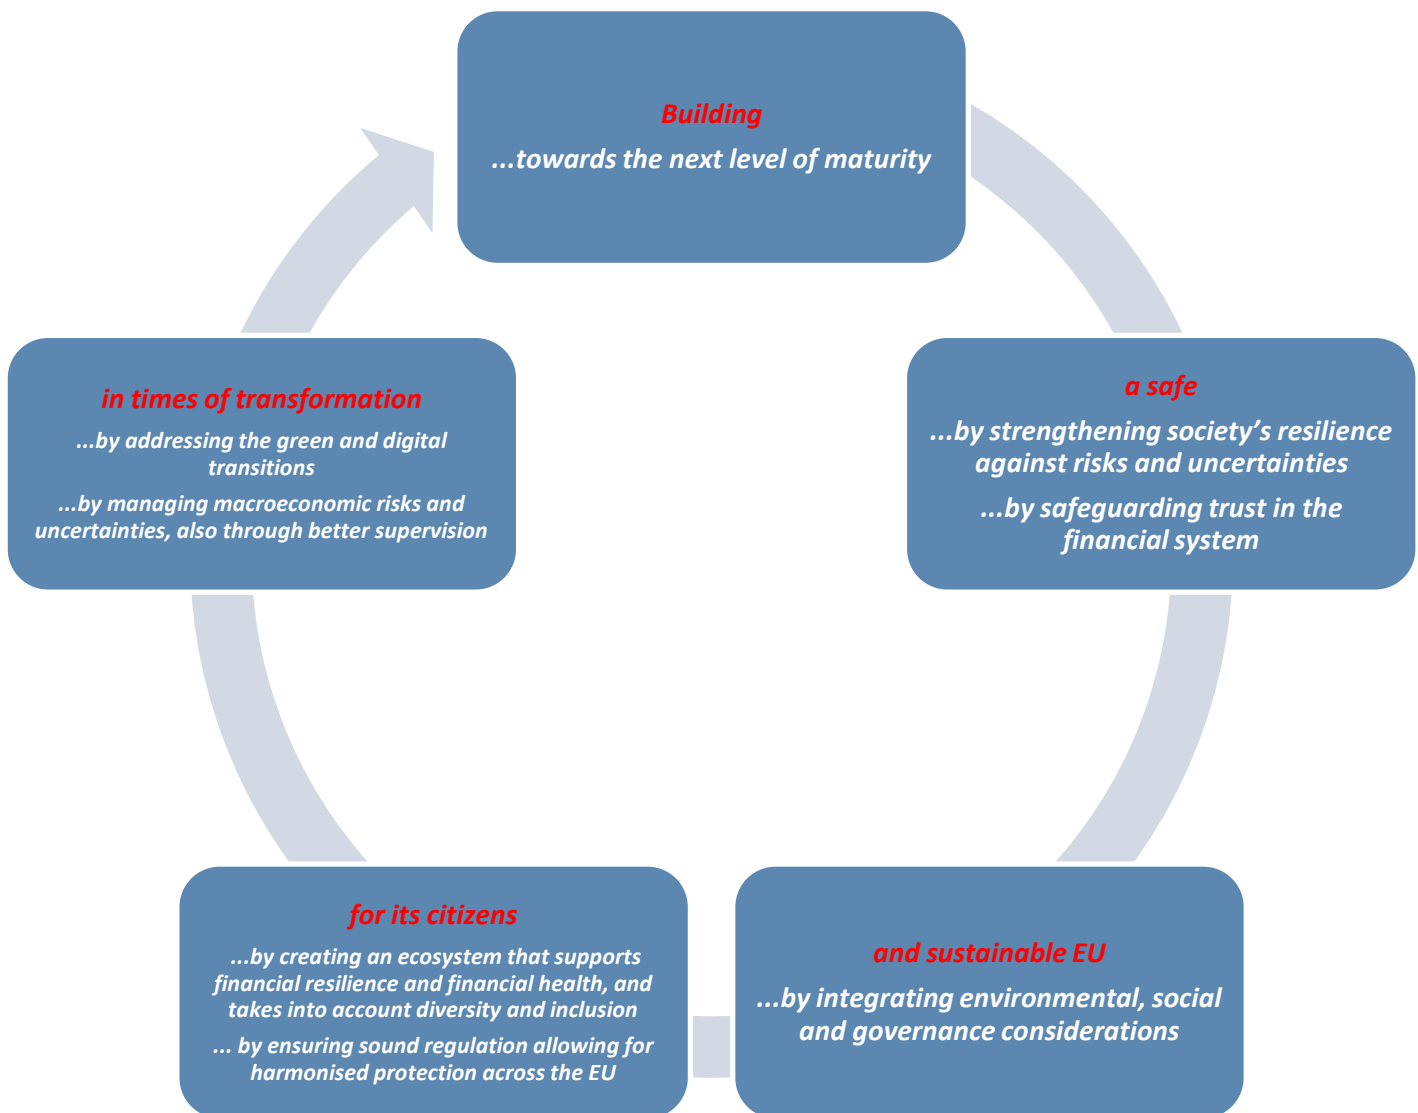 Building
...towards the next level of maturity
a safe
...by strengthening society’s resilience
against risks and uncertainties
...by safeguarding trust in the
financial system
and sustainable EU
...by integrating environmental, social
and governance considerations
for its citizens
...by creating an ecosystem that supports
financial resilience and financial health, and
takes into account diversity and inclusion
... by ensuring sound regulation allowing for
harmonised protection across the EU
in times of transformation
...by addressing the green and digital
transitions
...by managing macroeconomic risks and
uncertainties, also through better supervision